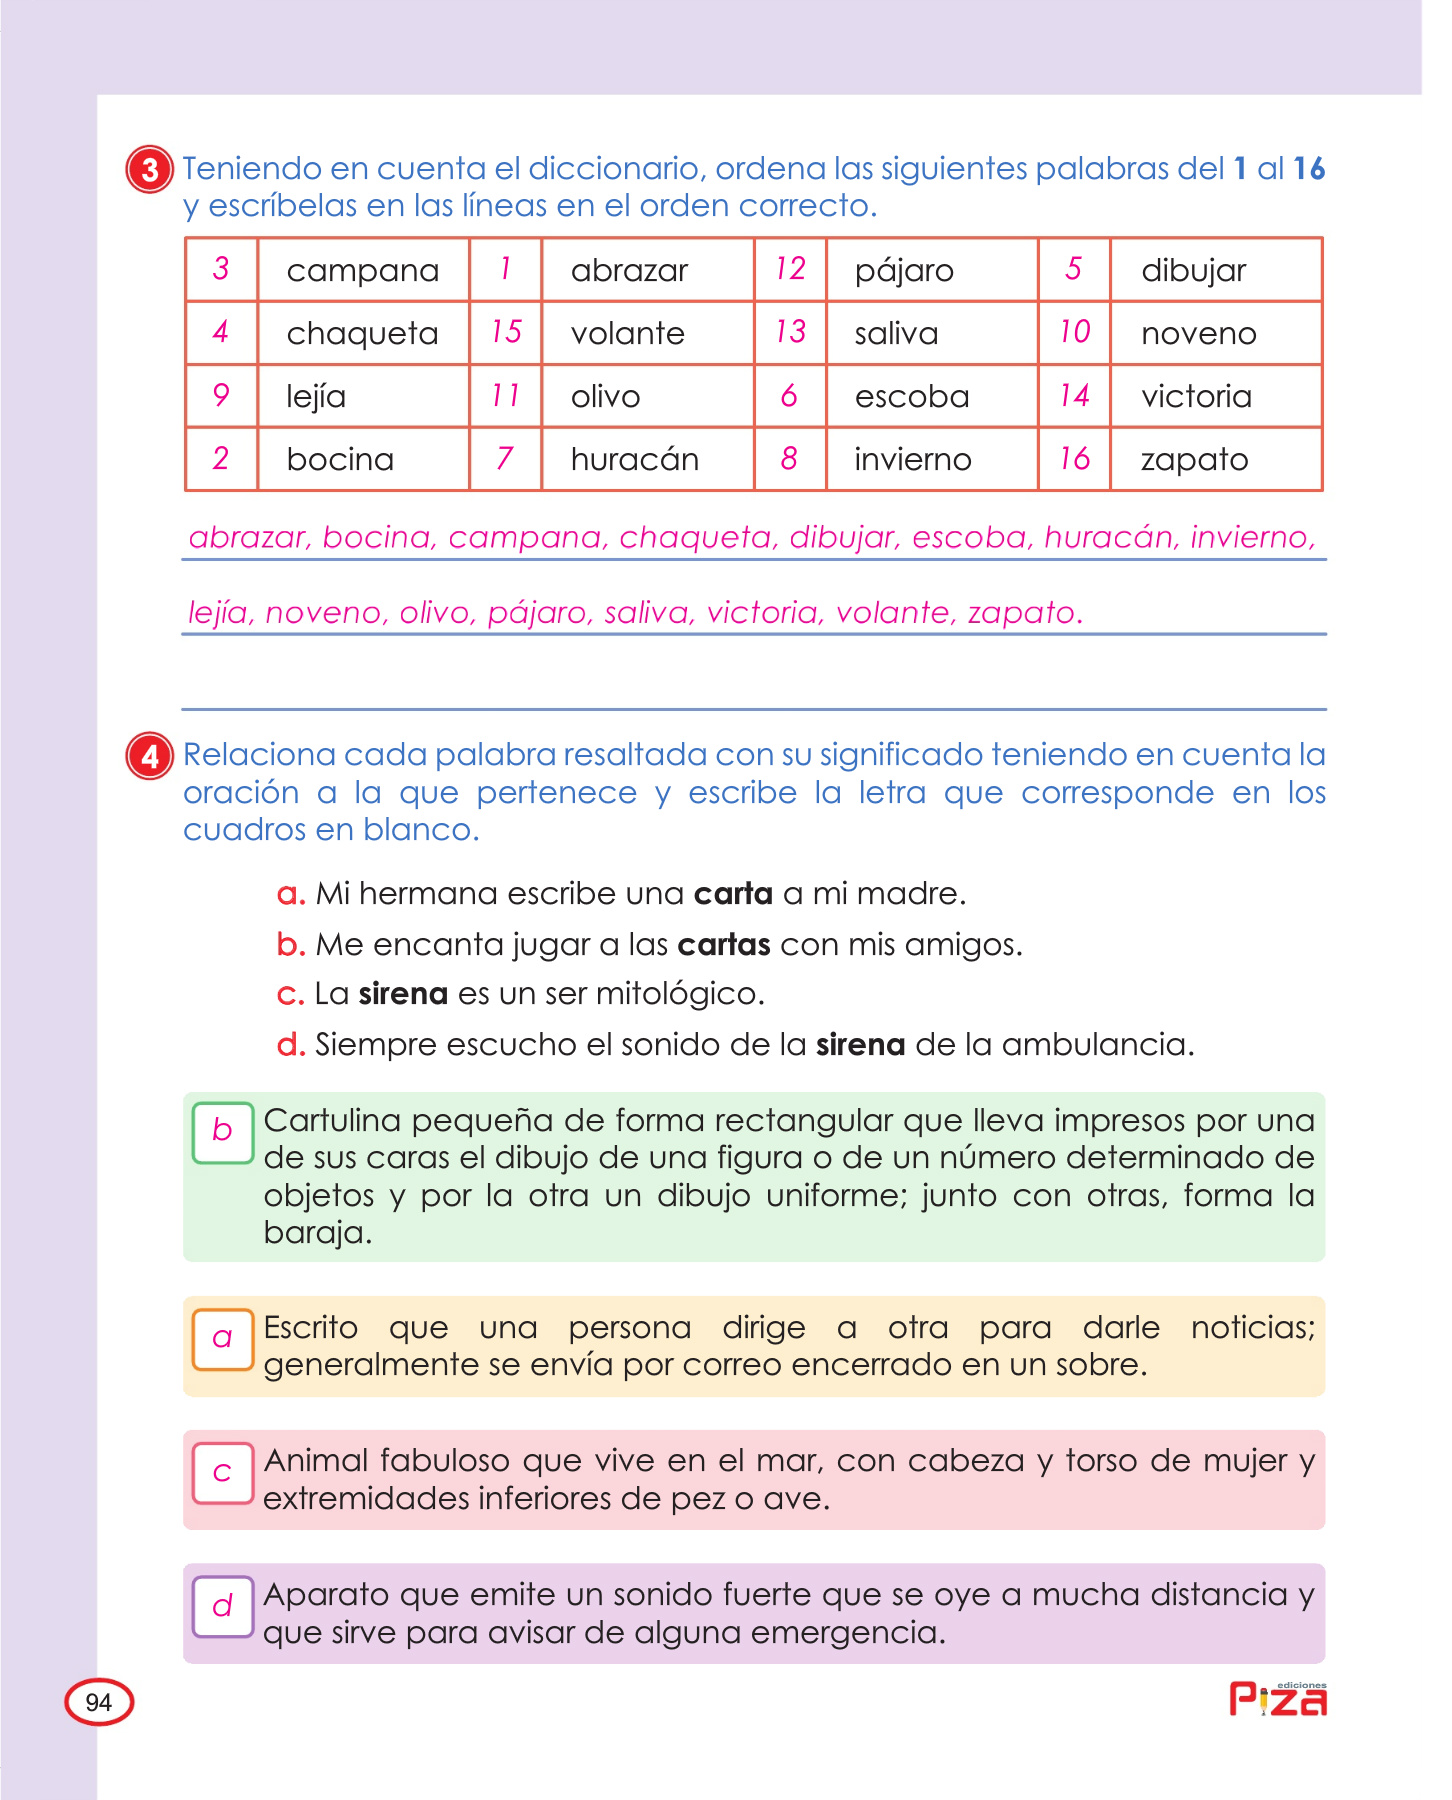 3 Teniendo en cuenta el diccionario, ordena las siguientes palabras del 1 al 16
y escríbelas en las líneas en el orden correcto.
3 campana 1 abrazar 12 pájaro 5 dibujar
4 chaqueta 15 volante 13 saliva 10 noveno
9 lejía 11 olivo 6 escoba 14 victoria
2 bocina 7 huracán 8 invierno 16 zapato
abrazar, bocina, campana, chaqueta, dibujar, escoba, huracán, invierno,
lejía, noveno, olivo, pájaro, saliva, victoria, volante, zapato.
4 Relaciona cada palabra resaltada con su significado teniendo en cuenta la
oración a la que pertenece y escribe la letra que corresponde en los
cuadros en blanco.
a. Mi hermana escribe una carta a mi madre.
b. Me encanta jugar a las cartas con mis amigos.
c. La sirena es un ser mitológico.
d. Siempre escucho el sonido de la sirena de la ambulancia.
b Cartulina pequeña de forma rectangular que lleva impresos por una
de sus caras el dibujo de una figura o de un número determinado de
objetos y por la otra un dibujo uniforme; junto con otras, forma la
baraja.
a Escrito que una persona dirige a otra para darle noticias;
generalmente se envía por correo encerrado en un sobre.
c Animal fabuloso que vive en el mar, con cabeza y torso de mujer y
extremidades inferiores de pez o ave.
d Aparato que emite un sonido fuerte que se oye a mucha distancia y
que sirve para avisar de alguna emergencia.
94
ediciones
Piza